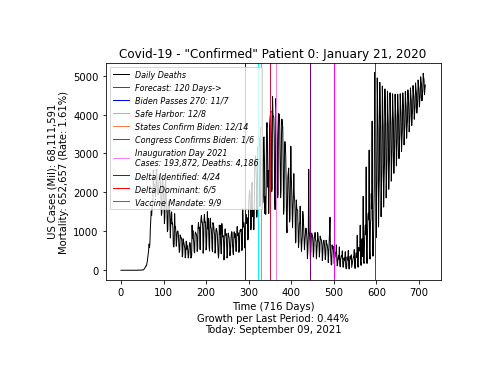 Covid-19 - "Confirmed" Patient 0: January 21, 2020
US Cases (Mil): 68,111,591
Mortality: 652,657 (Rate: 1.61%)
5000
4000
3000
2000
1000
0
Daily Deaths
Forecast: 120 Days->
Biden Passes 270: 11/7
Safe Harbor: 12/8
States Confirm Biden: 12/14
Congress Confirms Biden: 1/6
Inauguration Day 2021
Cases: 193,872, Deaths: 4,186
Delta Identified: 4/24
Delta Dominant: 6/5
Vaccine Mandate: 9/9
0 100 200 300 400 500 600 700
Time (716 Days)
Growth per Last Period: 0.44%
Today: September 09, 2021